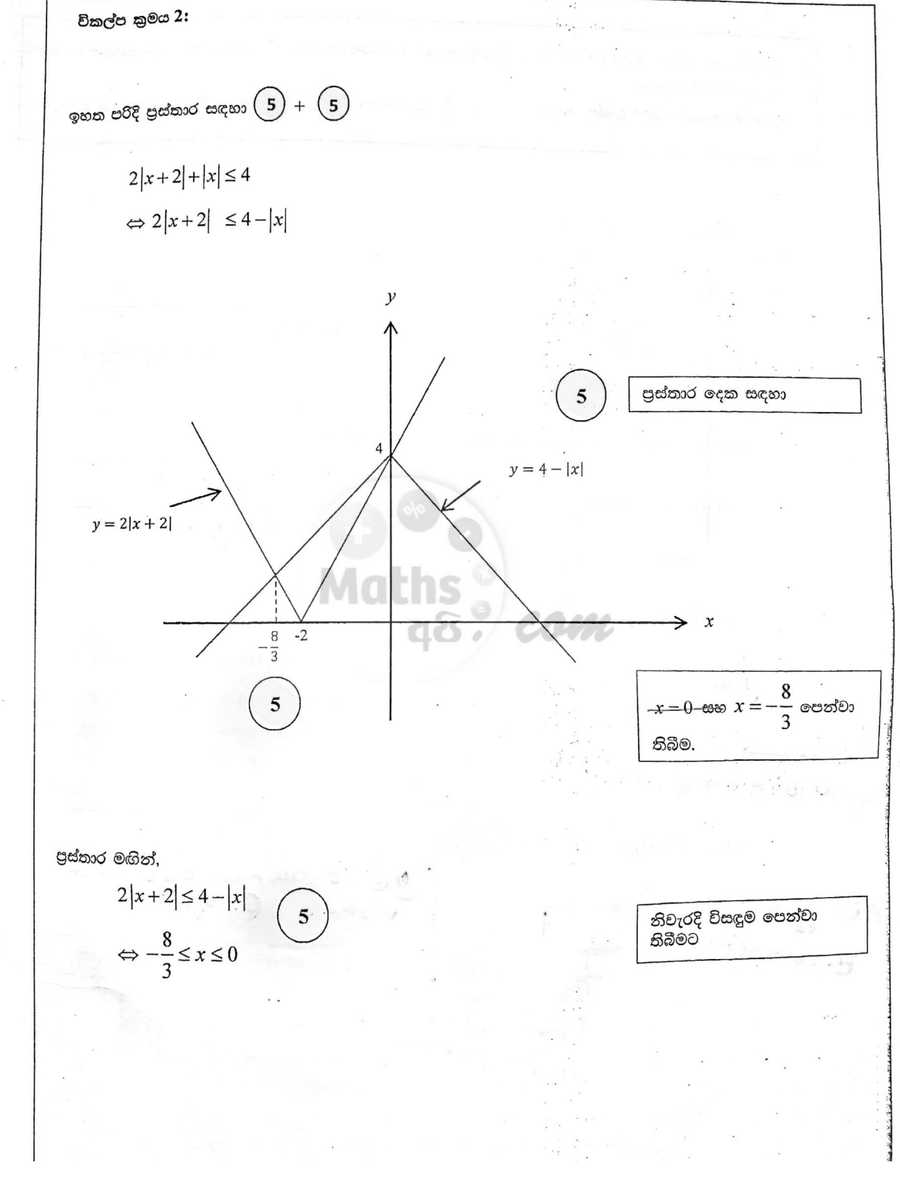 විකල්ප ක්‍රමය 2:
ඉහත පරිදි ප්‍රස්තාර සඳහා 5 + 5
2|x+2|+|x| ≤ 4
⇔ 2|x+2| ≤ 4−|x|
y
5
ප්‍රස්තාර දෙක සඳහා
4
y = 4 − |x|
y = 2|x + 2|
Maths
අපි.com
x
−8/3
-2
5
x = 0 සහ x = −8/3 පෙන්වා
තිබීම.
ප්‍රස්තාර මඟින්,
2|x+2| ≤ 4−|x|
5
⇔ −8/3 ≤ x ≤ 0
නිවැරදි විසඳුම පෙන්වා
තිබීමට